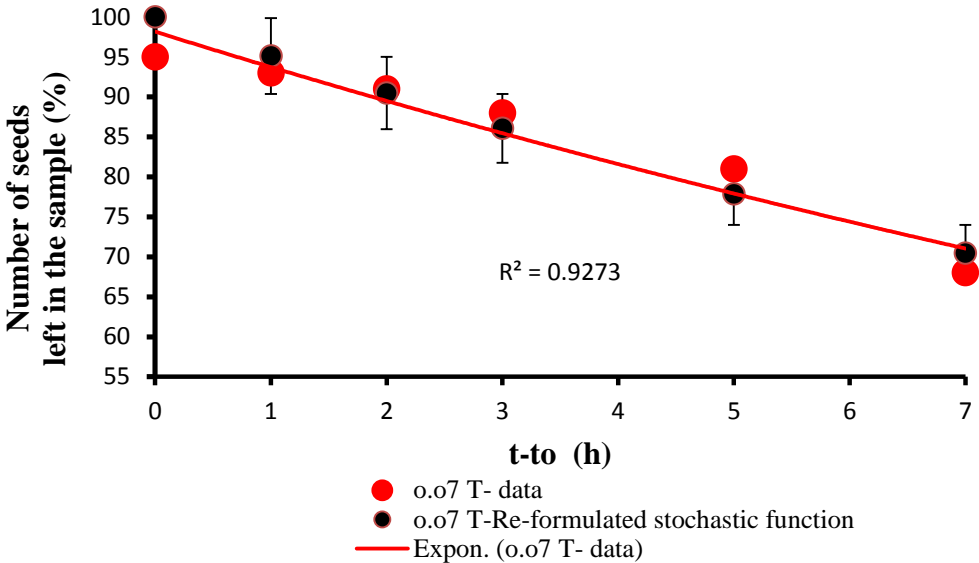 Number of seeds
left in the sample (%)
100
95
90
85
80
75
70
65
60
55
R² = 0.9273
0 1 2 3 4 5 6 7
t-to (h)
o.o7 T- data
o.o7 T-Re-formulated stochastic function
Expon. (o.o7 T- data)